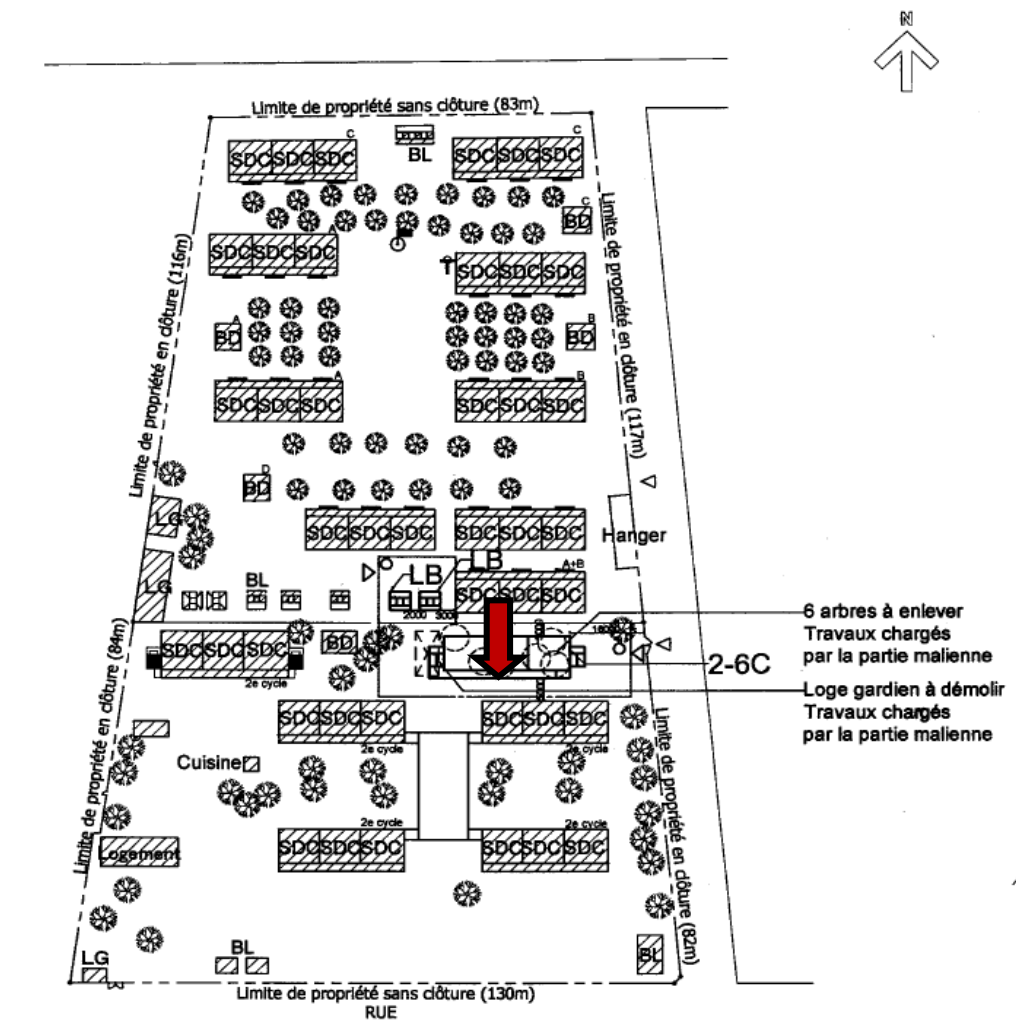 N
Limite de propriété sans clôture (83m)
C
C
SDC SDC SDC
BL
SDC SDC SDC
C
BD
A
SDC SDC SDC
SDC SDC SDC
Limite de propriété en clôture (116m)
Limite de propriété en clôture (117m)
A
BD
B
BD
A
SDC SDC SDC
B
SDC SDC SDC
D
BD
LG
SDC SDC SDC
SDC SDC SDC
Hanger
LG
BL
LB
LB
A+B
SDC SDC SDC
2000
6 arbres à enlever
Travaux chargés
par la partie malienne
SDC SDC SDC
BD
2e cycle
2-6C
Loge gardien à démolir
Travaux chargés
par la partie malienne
Limite de propriété en clôture (84m)
SDC SDC SDC
SDC SDC SDC
2e cycle
2e cycle
Cuisine
Limite de propriété en clôture (82m)
2e cycle
2e cycle
SDC SDC SDC
SDC SDC SDC
Logement
LG
BL
BL
Limite de propriété sans clôture (130m)
RUE